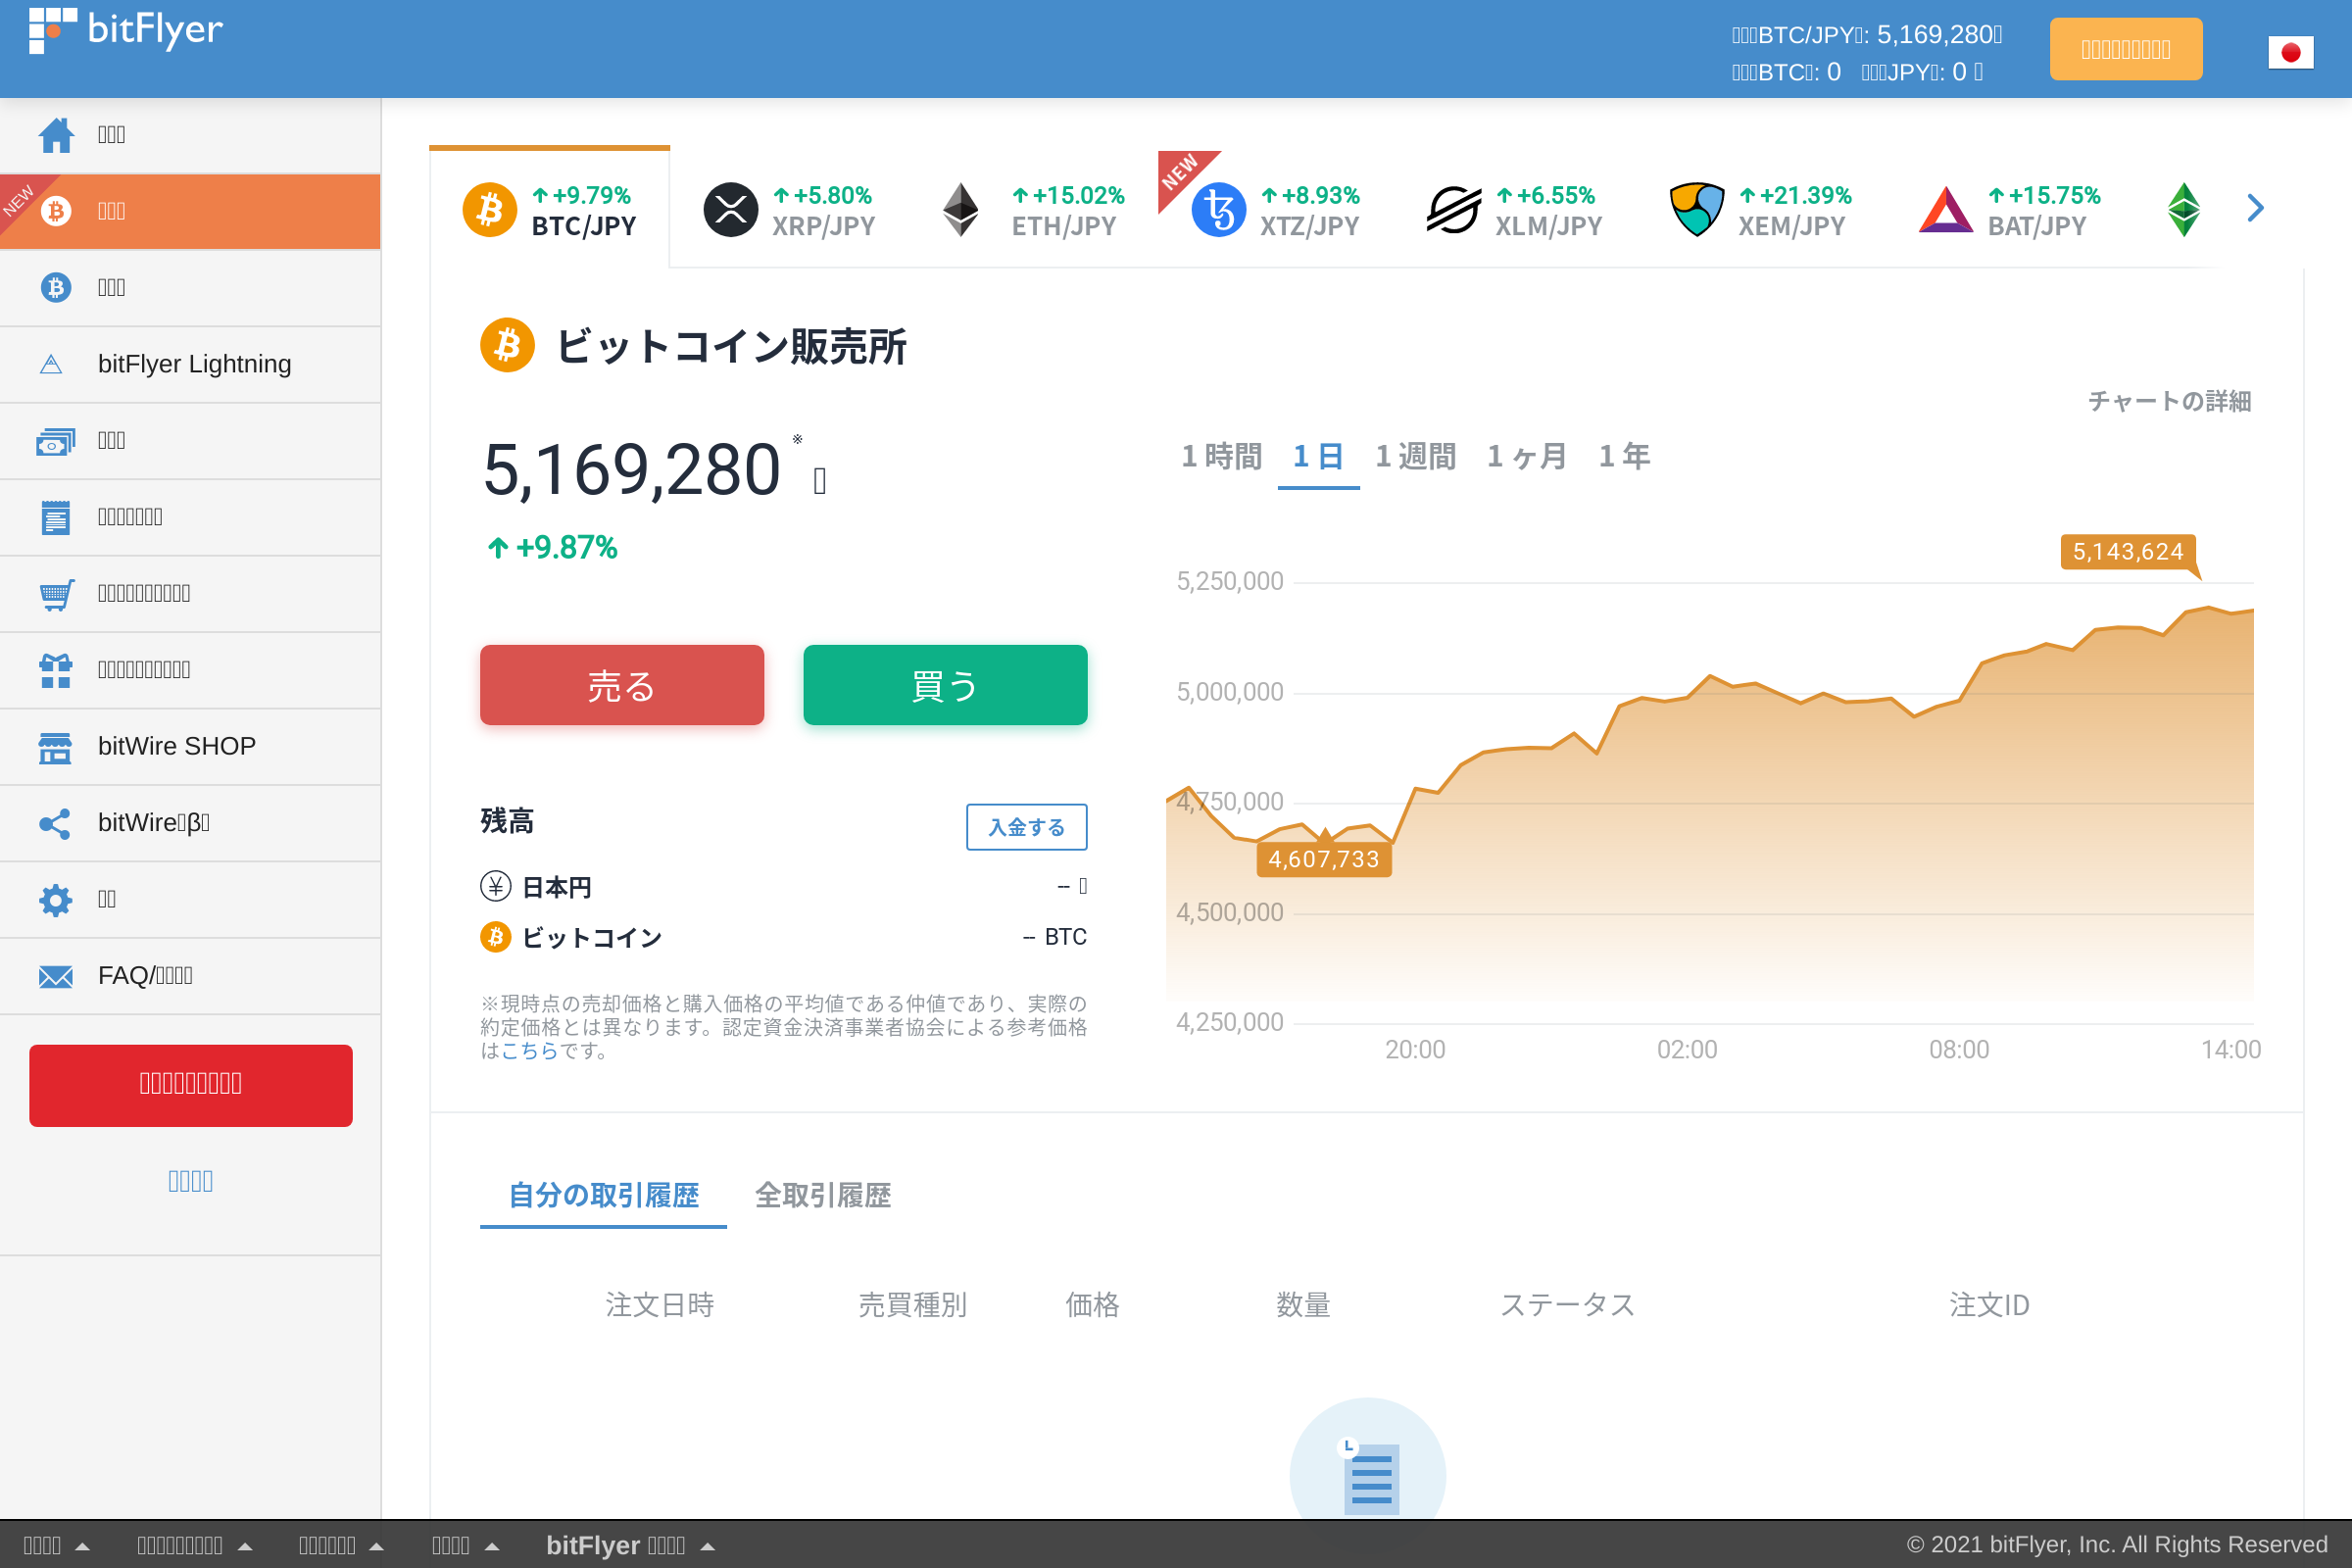 bitFlyer
BTC/JPY: 5,169,280
BTC: 0 JPY: 0
NEW
bitFlyer Lightning
bitWire SHOP
bitWire β
FAQ/
+9.79%
BTC/JPY
+5.80%
XRP/JPY
+15.02%
ETH/JPY
NEW
+8.93%
XTZ/JPY
+6.55%
XLM/JPY
+21.39%
XEM/JPY
+15.75%
BAT/JPY
ビットコイン販売所
チャートの詳細
5,169,280 ※
+9.87%
1 時間 1 日 1 週間 1 ヶ月 1 年
売る 買う
残高
入金する
日本円 --
ビットコイン -- BTC
※現時点の売却価格と購入価格の平均値である仲値であり、実際の
約定価格とは異なります。認定資金決済事業者協会による参考価格
はこちらです。
5,143,624
5,250,000
5,000,000
4,750,000
4,607,733
4,500,000
4,250,000
20:00 02:00 08:00 14:00
自分の取引履歴 全取引履歴
注文日時 売買種別 価格 数量 ステータス 注文ID
bitFlyer
© 2021 bitFlyer, Inc. All Rights Reserved